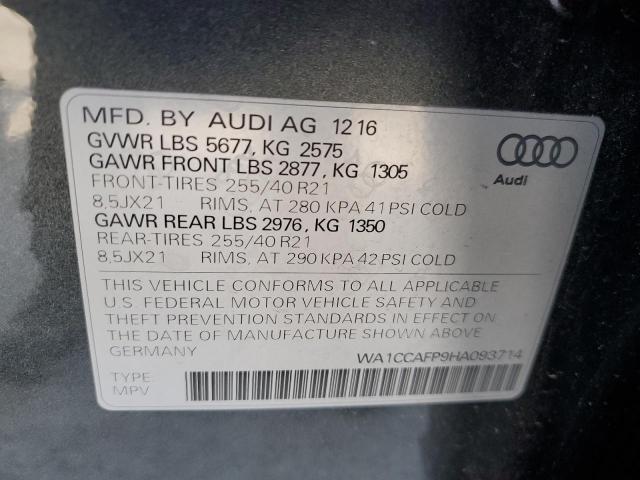 MFD. BY AUDI AG 12 16
GVWR LBS 5677, KG 2575
GAWR FRONT LBS 2877, KG 1305
FRONT-TIRES 255/40 R21
8,5JX21 RIMS, AT 280 KPA 41 PSI COLD
GAWR REAR LBS 2976, KG 1350
REAR-TIRES 255/40 R21
8,5JX21 RIMS, AT 290 KPA 42 PSI COLD
THIS VEHICLE CONFORMS TO ALL APPLICABLE
U.S. FEDERAL MOTOR VEHICLE SAFETY AND
THEFT PREVENTION STANDARDS IN EFFECT ON
THE DATE OF MANUFACTURE SHOWN ABOVE.
GERMANY
WA1CCAFP9HA093714
TYPE:
MPV
Audi